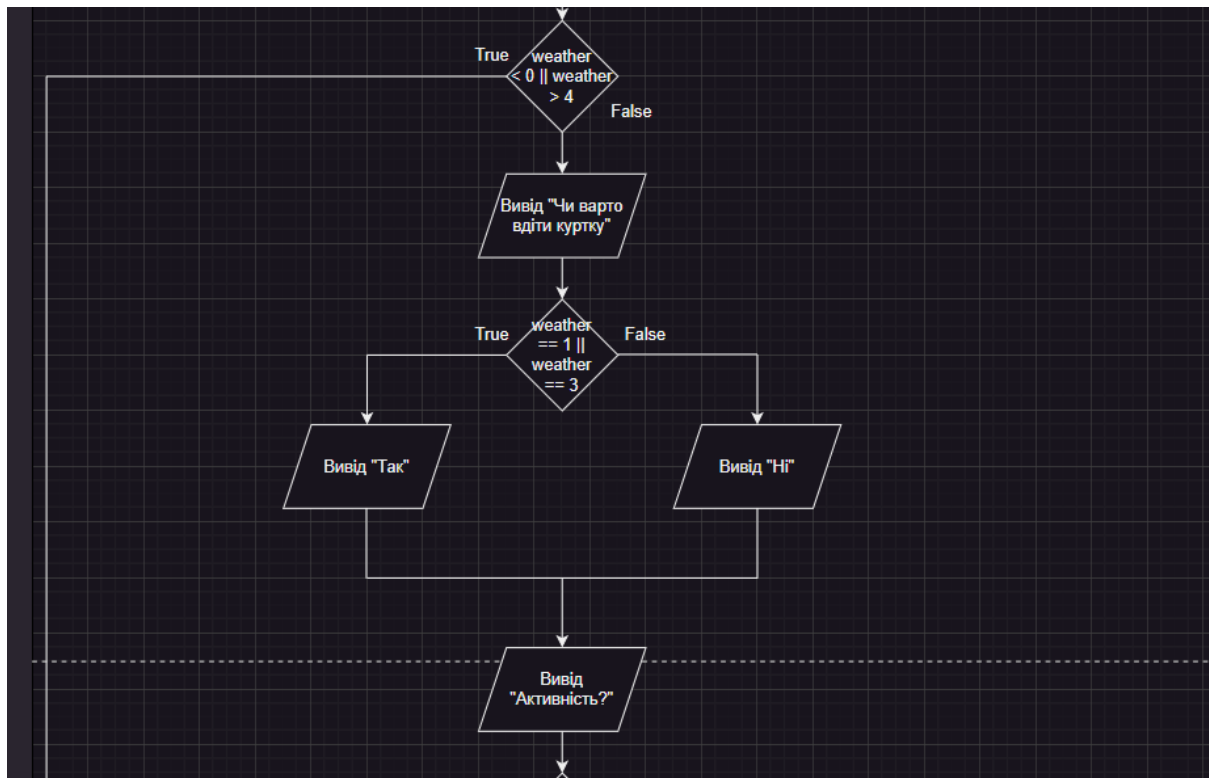 True
weather
< 0 || weather
> 4
False
Вивід "Чи варто
вдіти куртку"
True
weather
== 1 ||
weather
== 3
False
Вивід "Так"
Вивід "Ні"
Вивід
"Активність?"